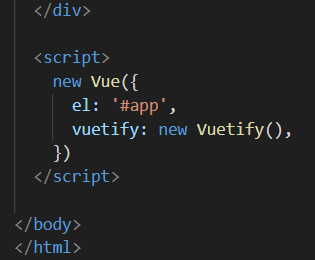 </div>
<script>
new Vue({
el: '#app',
vuetify: new Vuetify(),
})
</script>
</body>
</html>